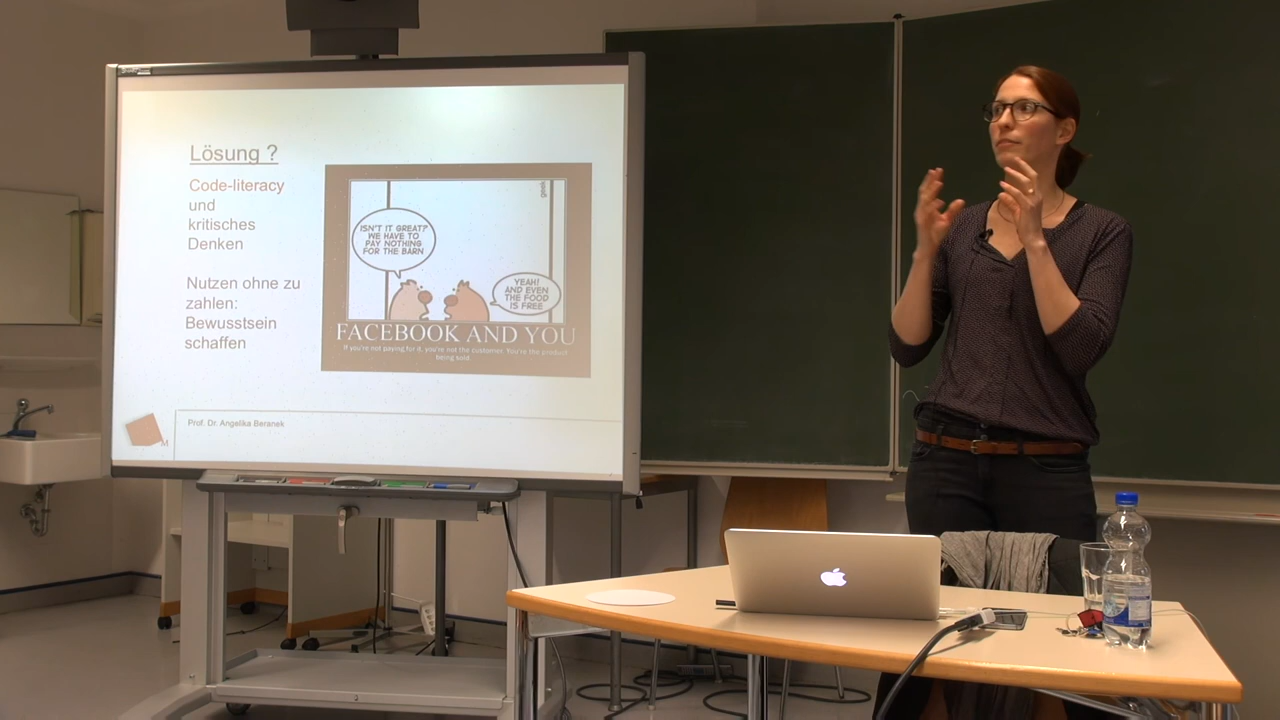 Lösung ?
Code-literacy
und
kritisches
Denken
Nutzen ohne zu
zahlen:
Bewusstsein
schaffen
ISN'T IT GREAT?
WE HAVE TO
PAY NOTHING
FOR THE BARN
YEAH!
AND EVEN
THE FOOD
IS FREE
geek
FACEBOOK AND YOU
If you're not paying for it, you're not the customer. You're the product
being sold.
M
Prof. Dr. Angelika Beranek